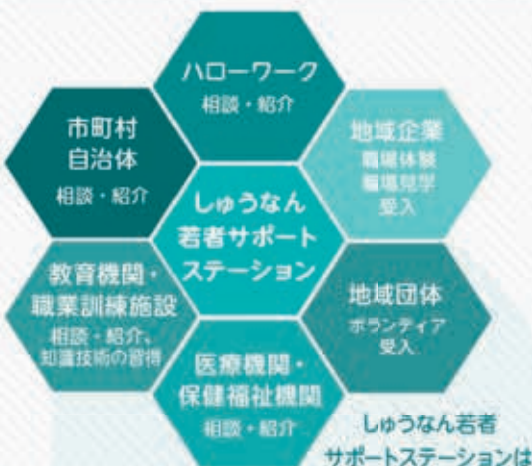 ハローワーク
相談・紹介
市町村
自治体
相談・紹介
地域企業
職場体験
職場見学
受入
しゅうなん
若者サポート
ステーション
教育機関・
職業訓練施設
相談・紹介、
知識技術の習得
地域団体
ボランティア
受入
医療機関・
保健福祉機関
相談・紹介
しゅうなん若者
サポートステーションは